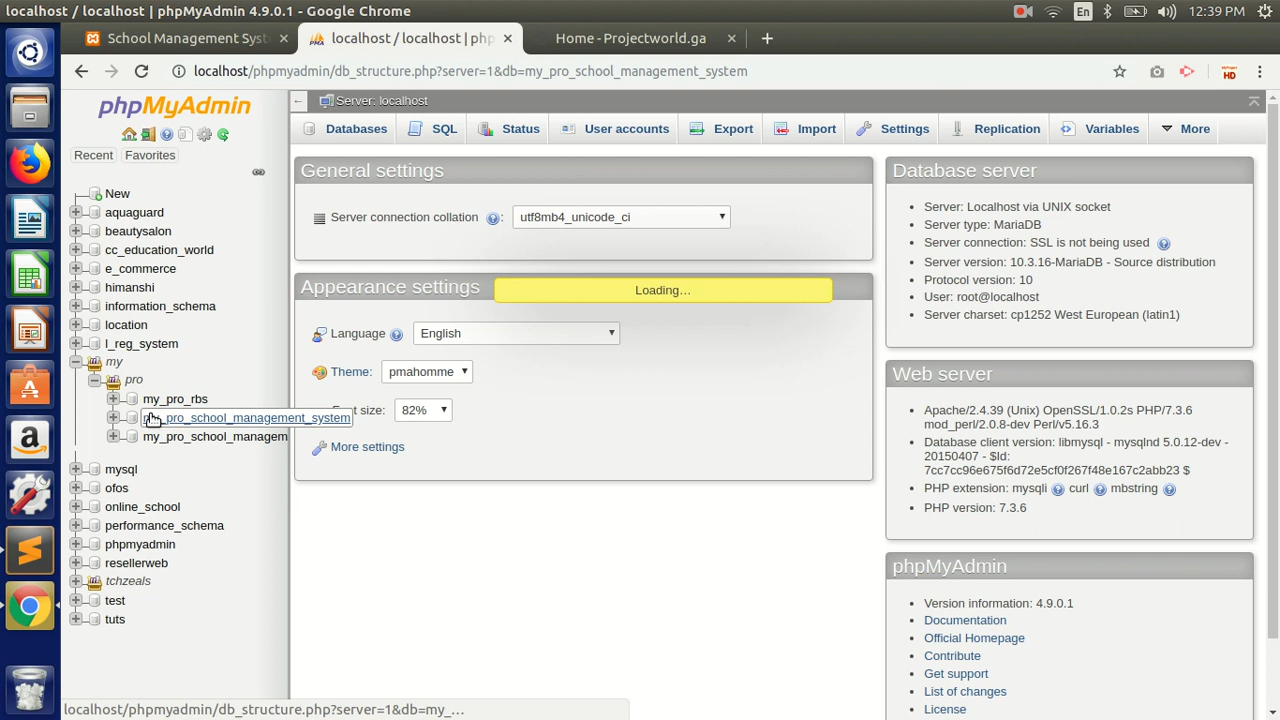 localhost / localhost | phpMyAdmin 4.9.0.1 - Google Chrome
En
12:39 PM
School Management Syst
localhost / localhost | php
Home - Projectworld.ga
localhost/phpmyadmin/db_structure.php?server=1&db=my_pro_school_management_system
HD
phpMyAdmin
Recent
Favorites
New
aquaguard
beautysalon
cc_education_world
e_commerce
himanshi
information_schema
location
l_reg_system
my
pro
my_pro_rbs
my_pro_school_management_system
my_pro_school_managem
mysql
ofos
online_school
performance_schema
phpmyadmin
resellerweb
tchzeals
test
tuts
Server: localhost
Databases
SQL
Status
User accounts
Export
Import
Settings
Replication
Variables
More
General settings
Server connection collation
:
utf8mb4_unicode_ci
Appearance settings
Loading…
Language
English
Theme:
pmahomme
nt size:
82%
More settings
Database server
Server: Localhost via UNIX socket
Server type: MariaDB
Server connection: SSL is not being used
Server version: 10.3.16-MariaDB - Source distribution
Protocol version: 10
User: root@localhost
Server charset: cp1252 West European (latin1)
Web server
Apache/2.4.39 (Unix) OpenSSL/1.0.2s PHP/7.3.6
mod_perl/2.0.8-dev Perl/v5.16.3
Database client version: libmysql - mysqlnd 5.0.12-dev -
20150407 - $Id:
7cc7cc96e675f6d72e5cf0f267f48e167c2abb23 $
PHP extension: mysqli curl mbstring
PHP version: 7.3.6
phpMyAdmin
Version information: 4.9.0.1
Documentation
Official Homepage
Contribute
Get support
List of changes
License
localhost/phpmyadmin/db_structure.php?server=1&db=my_…